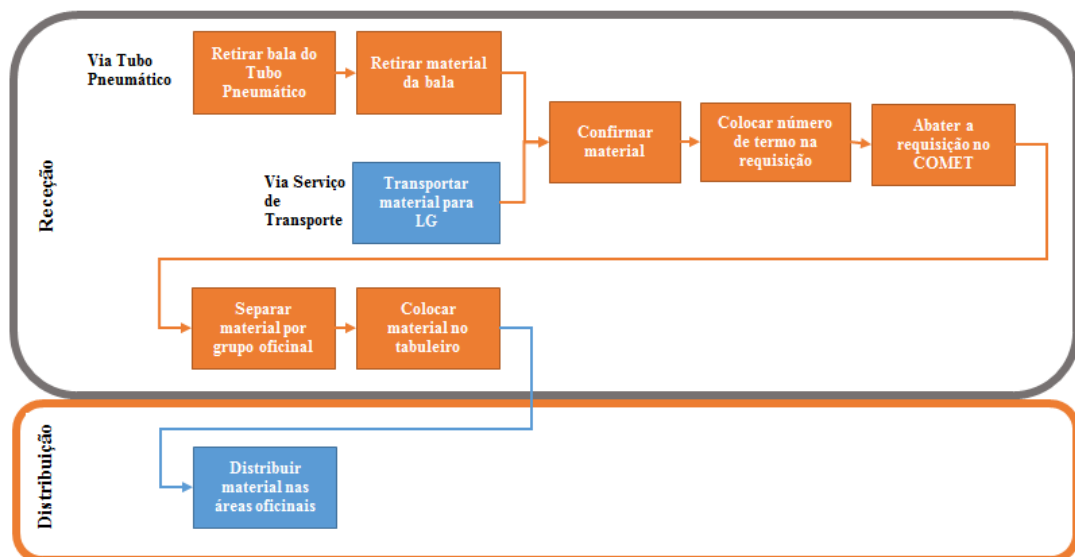 Via Tubo
Pneumático
Retirar bala do
Tubo
Pneumático
Retirar material
da bala
Confirmar
material
Colocar número
de termo na
requisição
Abater a
requisição no
COMET
Via Serviço
de
Transporte
Transportar
material para
LG
Receção
Separar
material por
grupo oficinal
Colocar
material no
tabuleiro
Distribuição
Distribuir
material nas
áreas oficinais